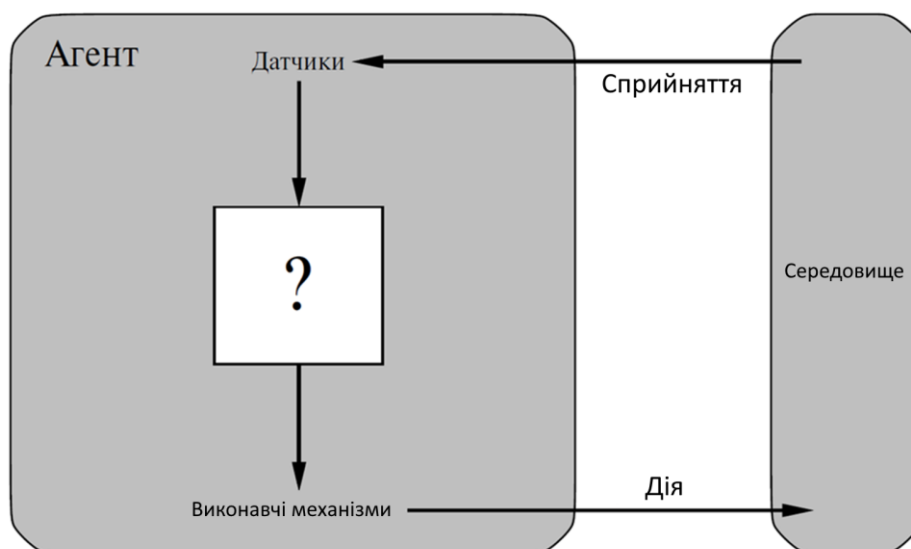 Агент
Датчики
Сприйняття
?
Середовище
Дія
Виконавчі механізми